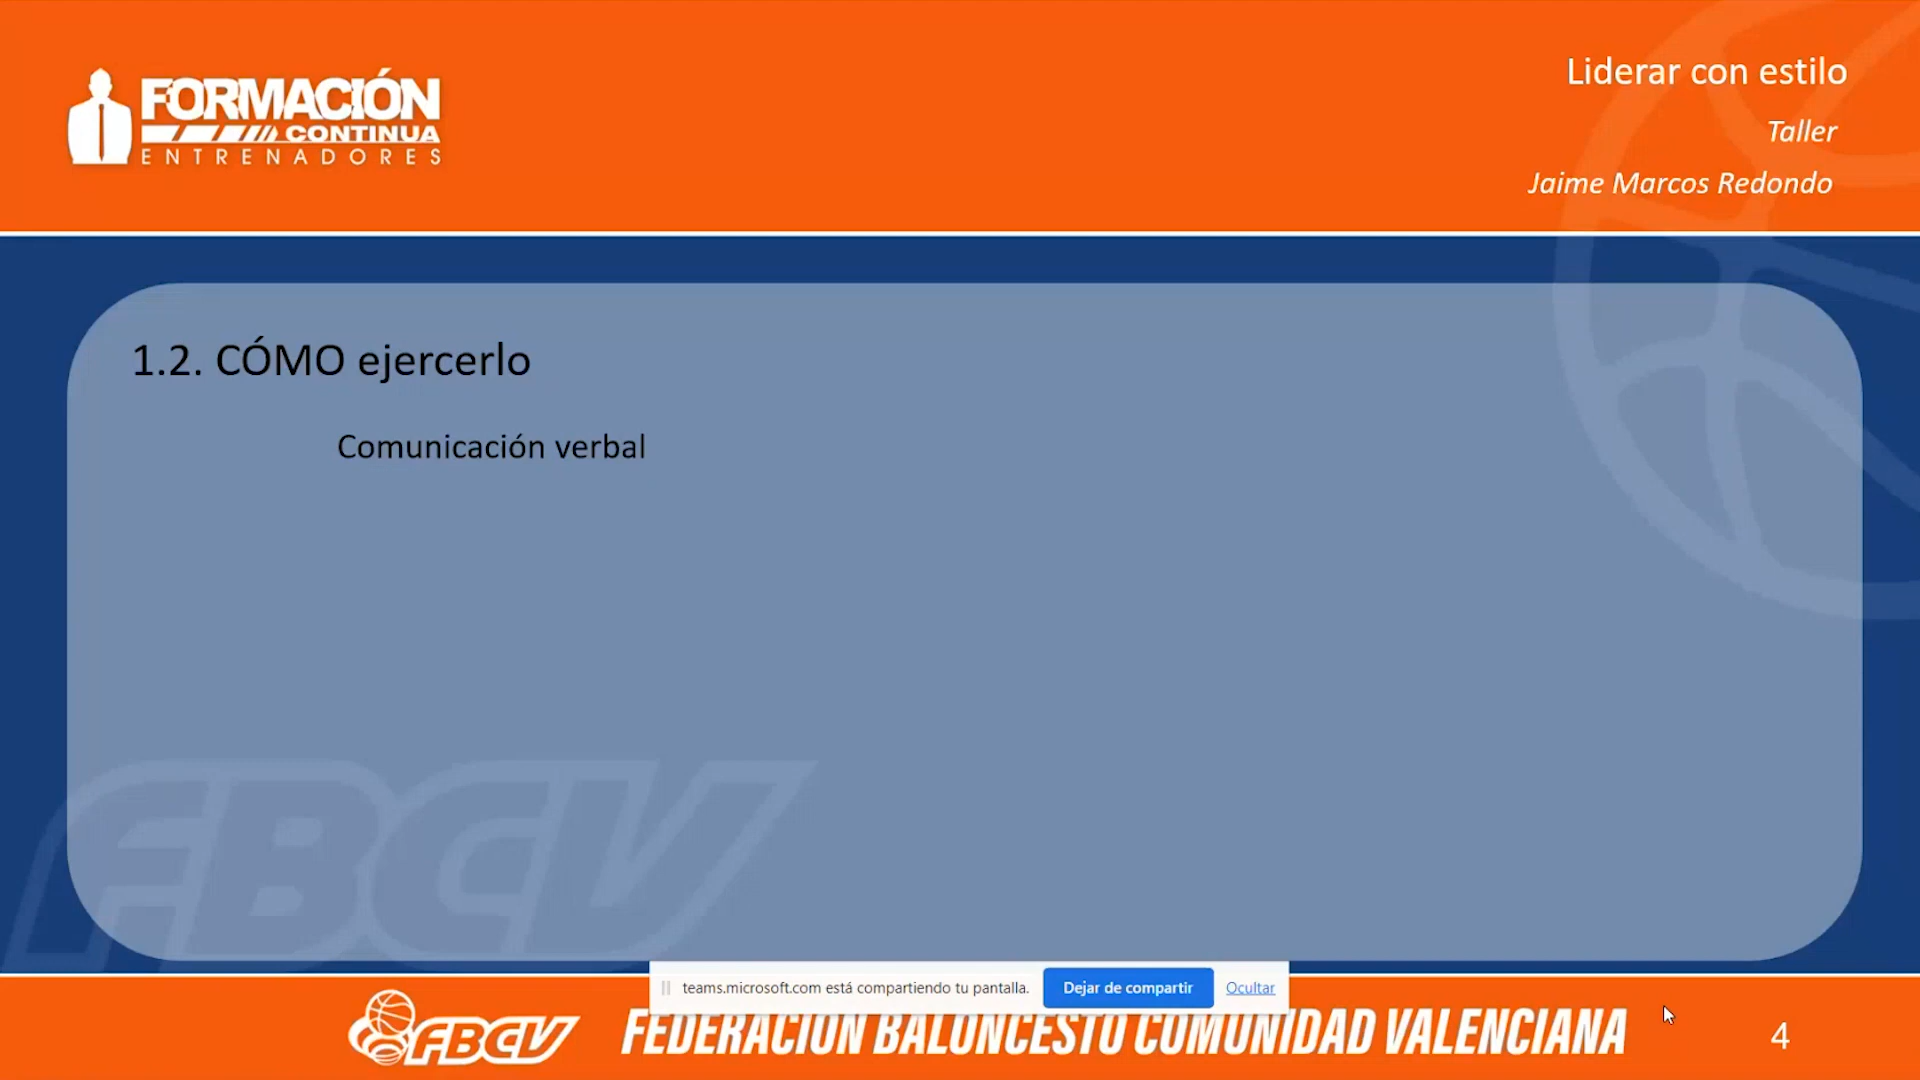 FORMACIÓN
CONTINUA
ENTRENADORES
Liderar con estilo
Taller
Jaime Marcos Redondo
1.2. CÓMO ejercerlo
Comunicación verbal
FBCV
teams.microsoft.com está compartiendo tu pantalla.
Dejar de compartir
Ocultar
FBCV
FEDERACIÓN BALONCESTO COMUNIDAD VALENCIANA
4